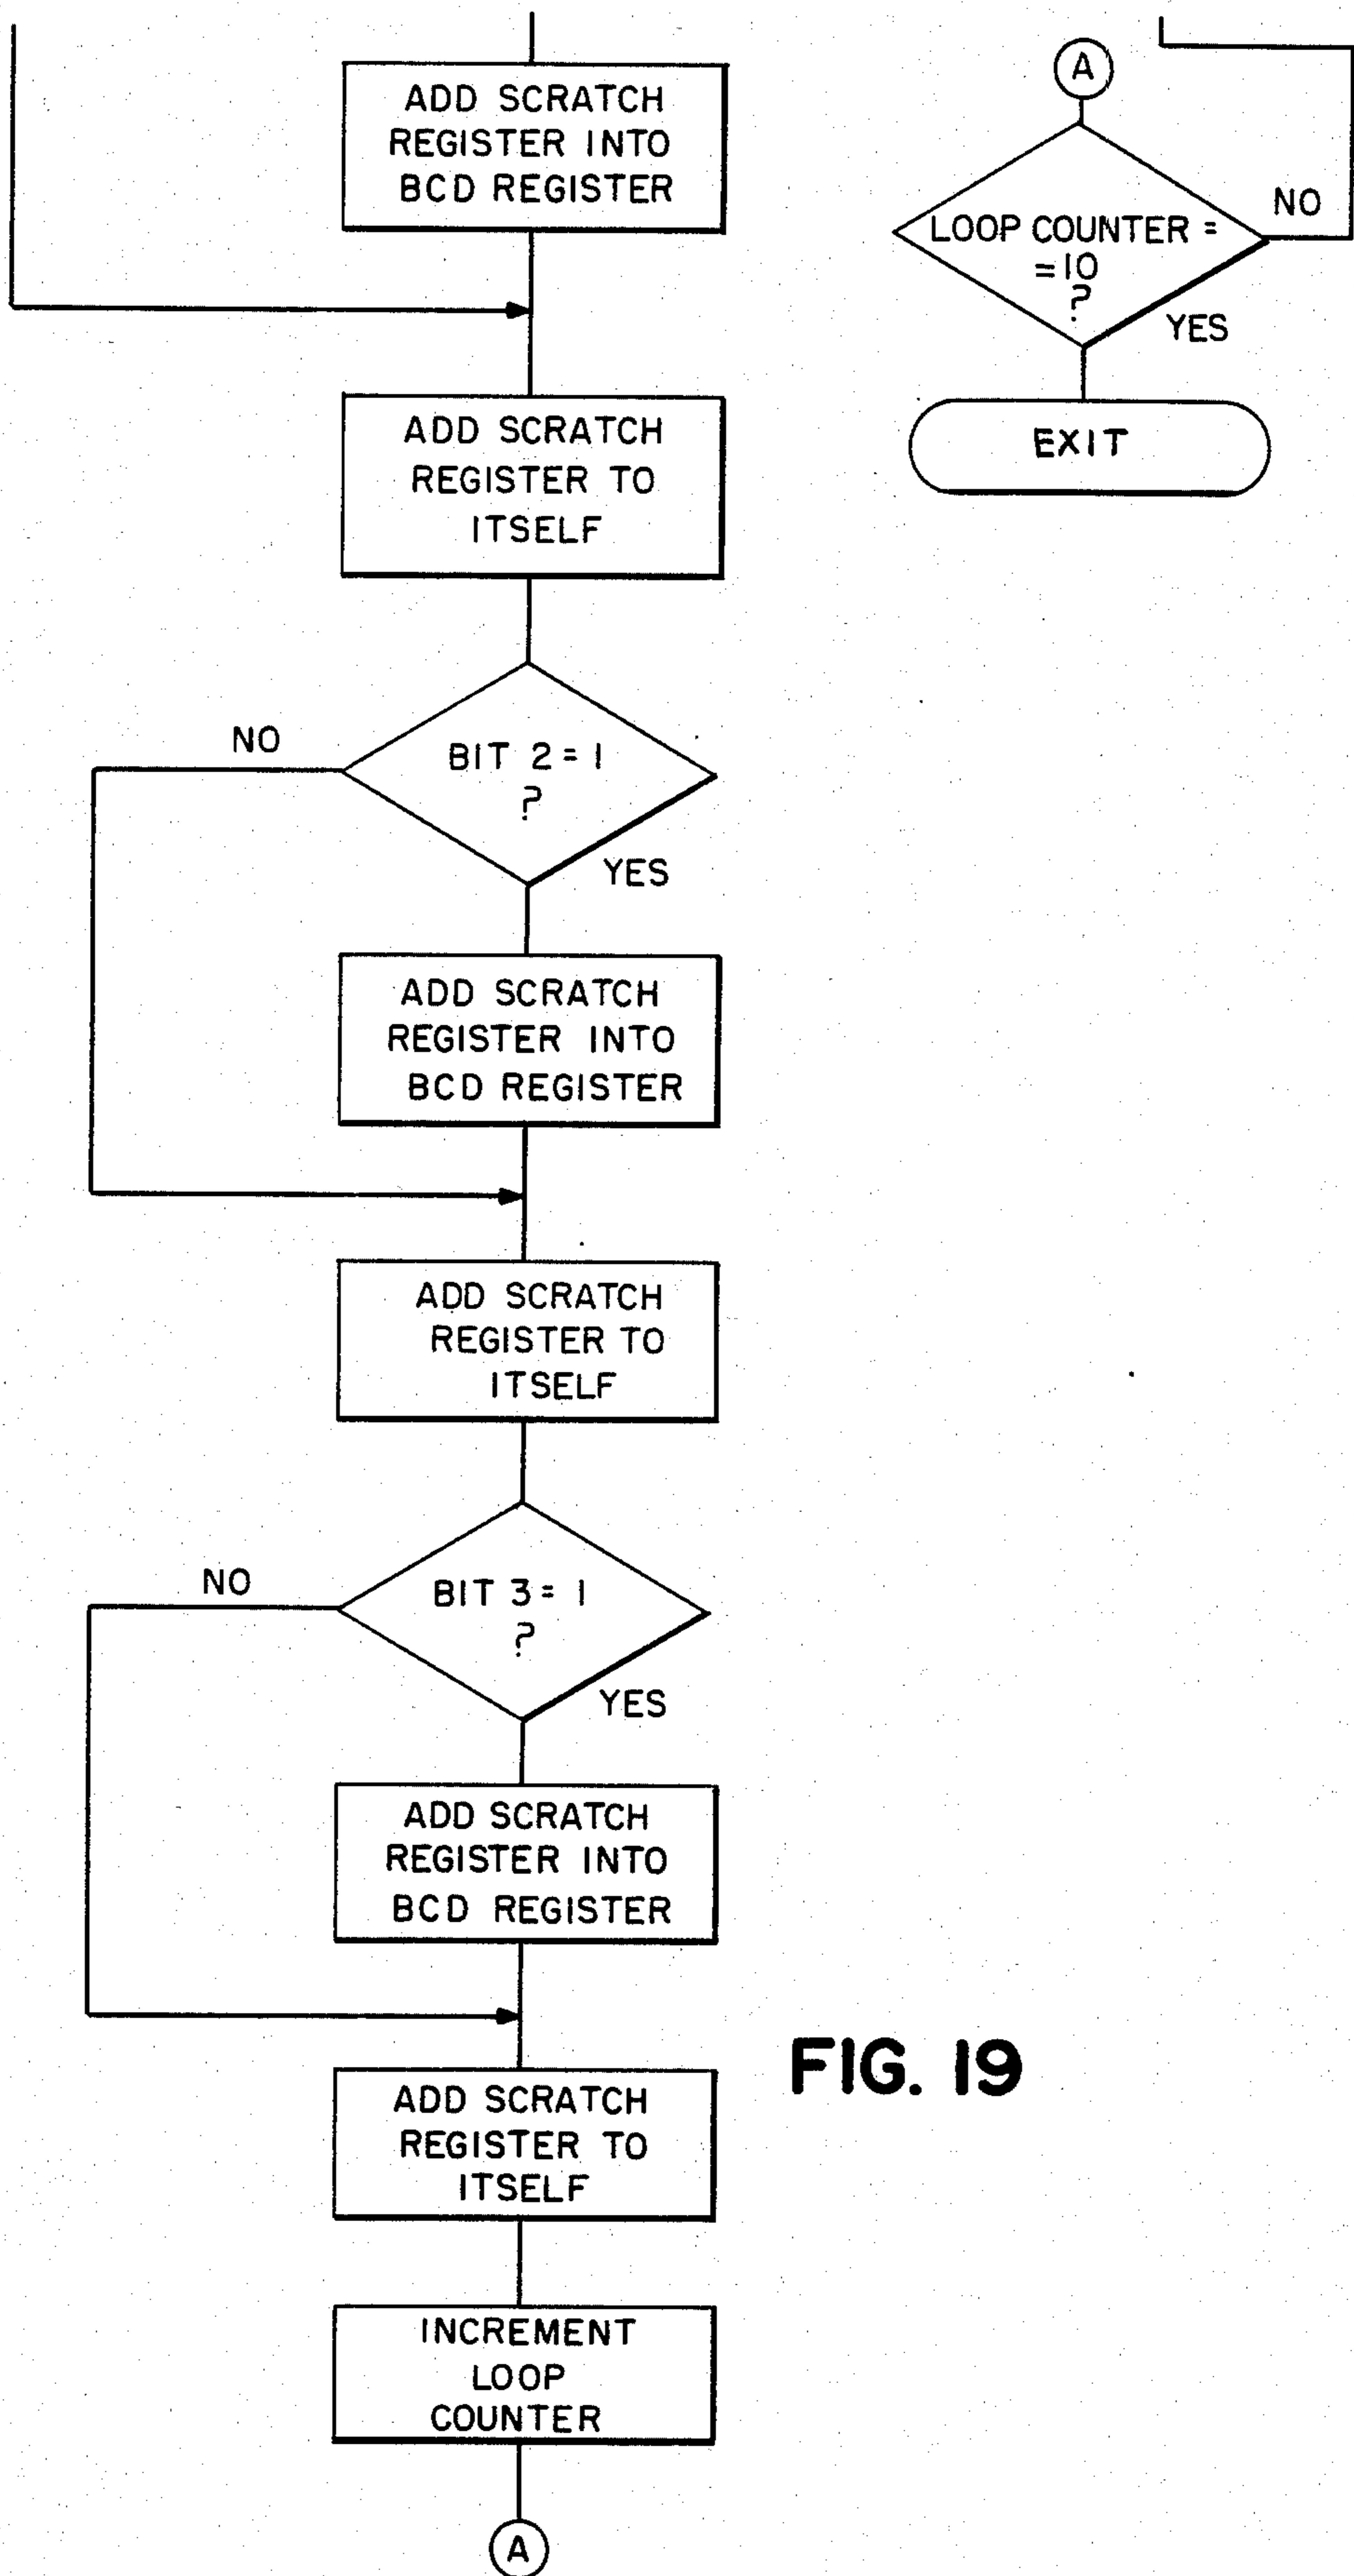 ADD SCRATCH
REGISTER INTO
BCD REGISTER
ADD SCRATCH
REGISTER TO
ITSELF
NO
BIT 2 = 1
?
YES
ADD SCRATCH
REGISTER INTO
BCD REGISTER
ADD SCRATCH
REGISTER TO
ITSELF
NO
BIT 3 = 1
?
YES
ADD SCRATCH
REGISTER INTO
BCD REGISTER
ADD SCRATCH
REGISTER TO
ITSELF
INCREMENT
LOOP
COUNTER
A
A
LOOP COUNTER =
=10
?
NO
YES
EXIT
FIG. 19